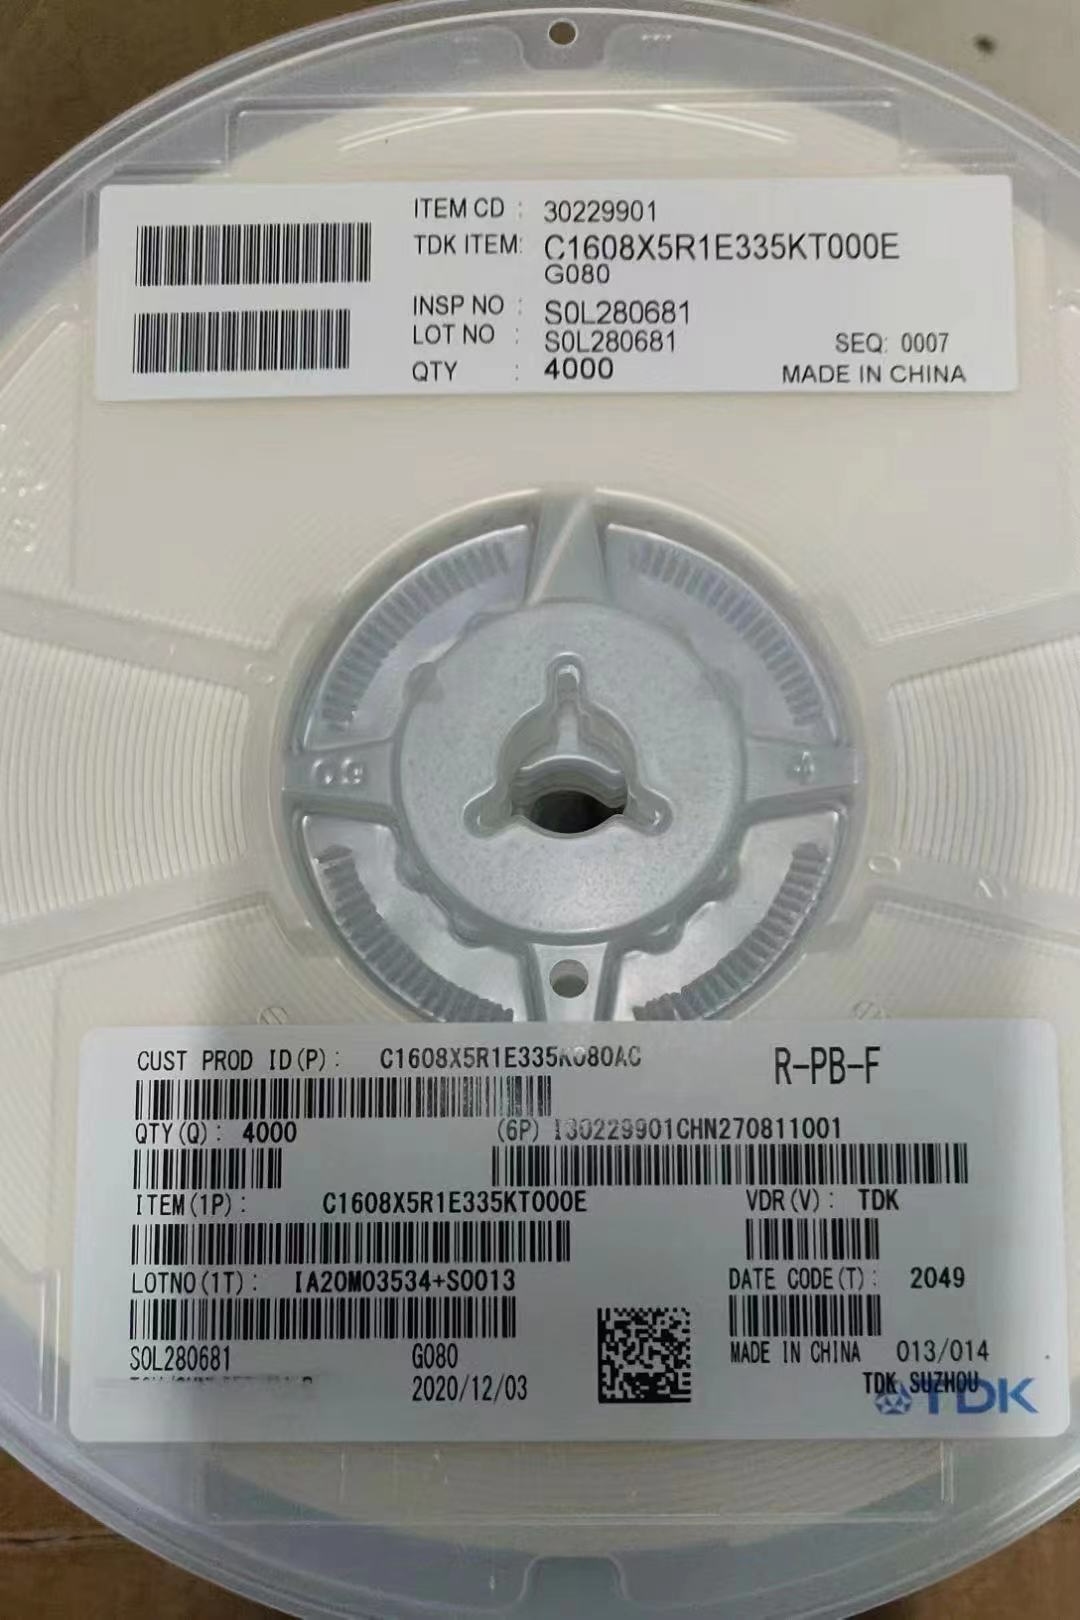 ITEM CD : 30229901
TDK ITEM: C1608X5R1E335KT000E
G080
INSP NO : S0L280681
LOT NO : S0L280681
SEQ: 0007
QTY : 4000
MADE IN CHINA
09
4
CUST PROD ID(P): C1608X5R1E335K080AC
R-PB-F
QTY(Q): 4000
(6P) I30229901CHN270811001
ITEM(1P): C1608X5R1E335KT000E
VDR(V): TDK
LOTNO(1T): IA20M03534+S0013
DATE CODE(T): 2049
S0L280681 G080
MADE IN CHINA 013/014
2020/12/03
TDK SUZHOU
TDK